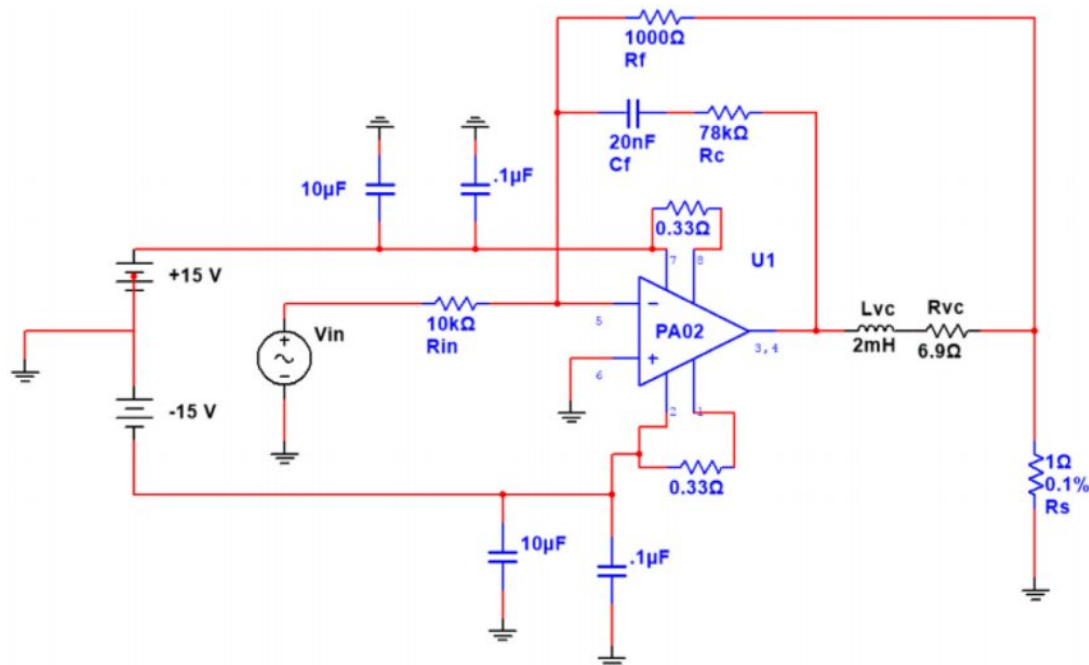 1000Ω
Rf
20nF
Cf
78kΩ
Rc
10µF
.1µF
0.33Ω
7
8
U1
+15 V
Vin
10kΩ
Rin
5
PA02
6
3,4
Lvc
2mH
Rvc
6.9Ω
-15 V
2
1
0.33Ω
1Ω
0.1%
Rs
10µF
.1µF